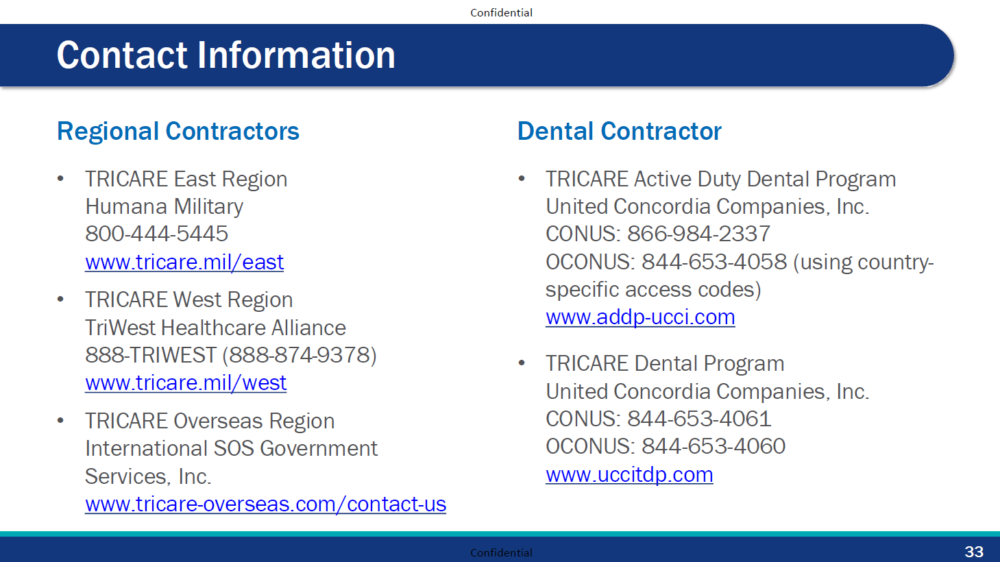 Confidential
Contact Information
Regional Contractors
• TRICARE East Region
Humana Military
800-444-5445
www.tricare.mil/east
• TRICARE West Region
TriWest Healthcare Alliance
888-TRIWEST (888-874-9378)
www.tricare.mil/west
• TRICARE Overseas Region
International SOS Government
Services, Inc.
www.tricare-overseas.com/contact-us
Dental Contractor
• TRICARE Active Duty Dental Program
United Concordia Companies, Inc.
CONUS: 866-984-2337
OCONUS: 844-653-4058 (using country-
specific access codes)
www.addp-ucci.com
• TRICARE Dental Program
United Concordia Companies, Inc.
CONUS: 844-653-4061
OCONUS: 844-653-4060
www.uccitdp.com
Confidential
33